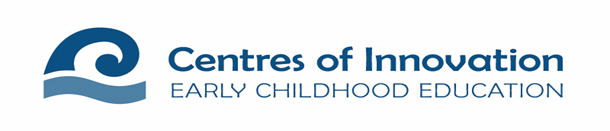 Centres of Innovation
EARLY CHILDHOOD EDUCATION